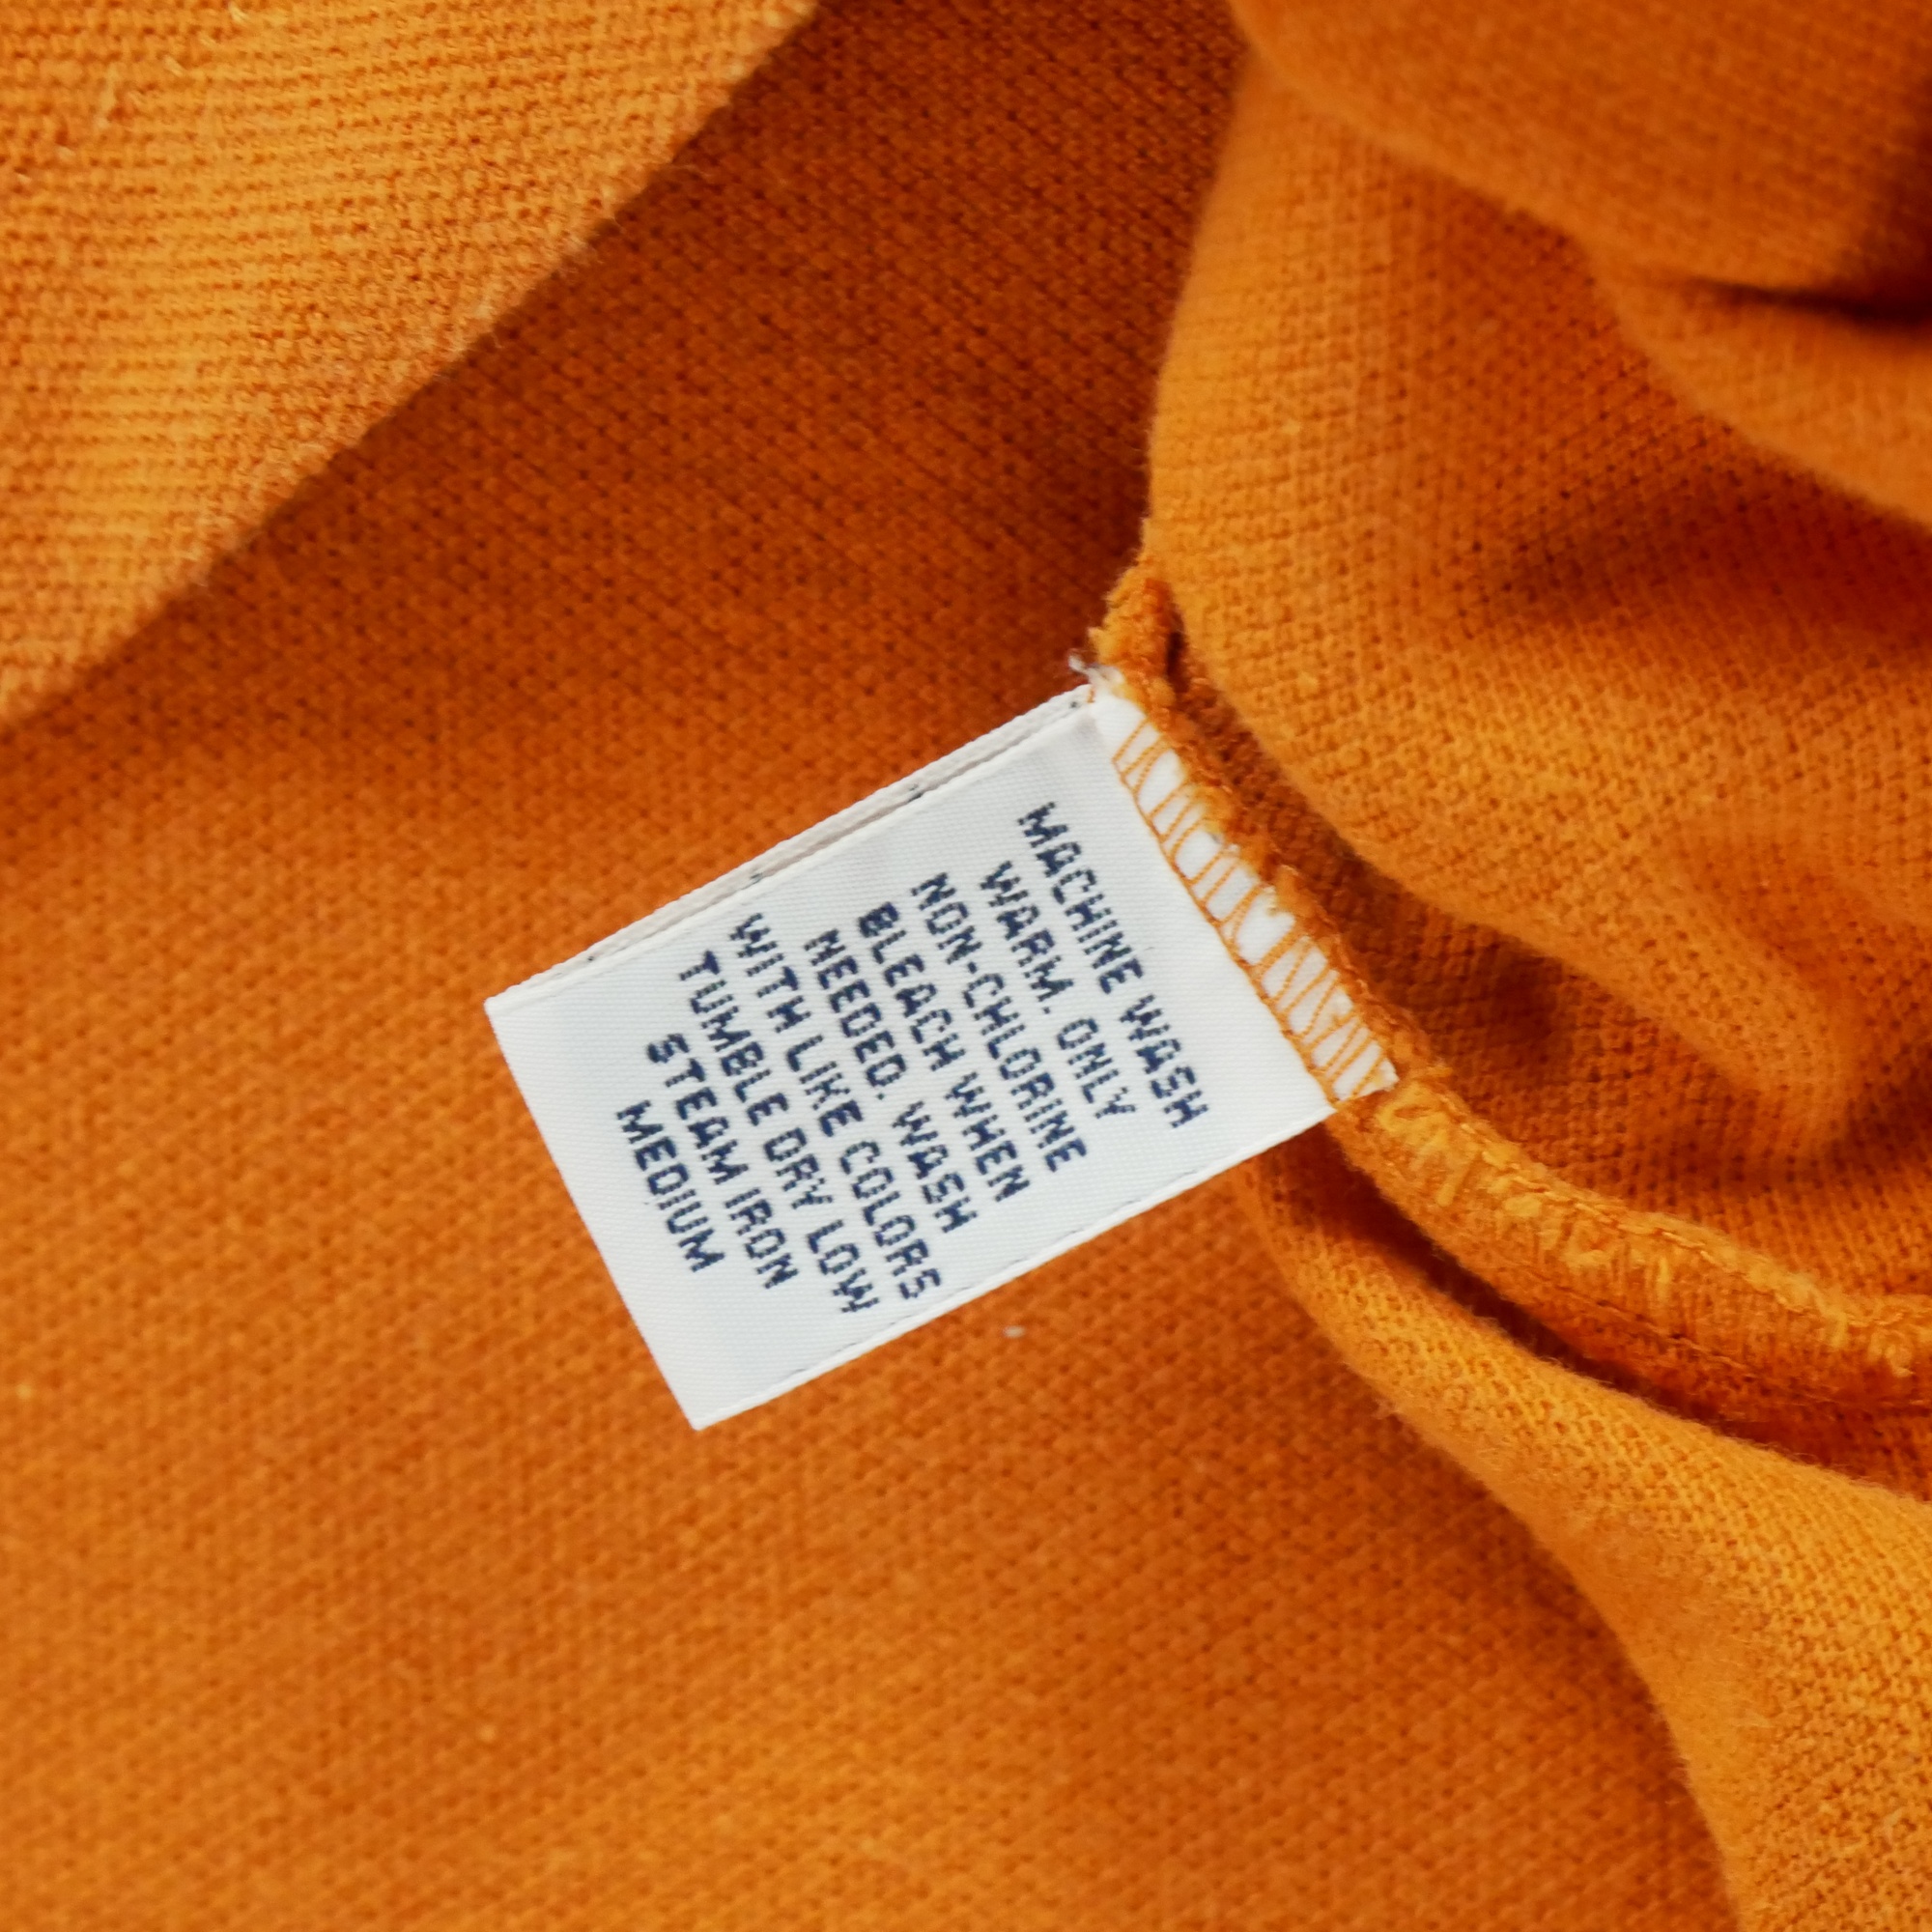 MACHINE WASH
WARM. ONLY
NON-CHLORINE
BLEACH WHEN
NEEDED. WASH
WITH LIKE COLORS
TUMBLE DRY LOW
STEAM IRON
MEDIUM